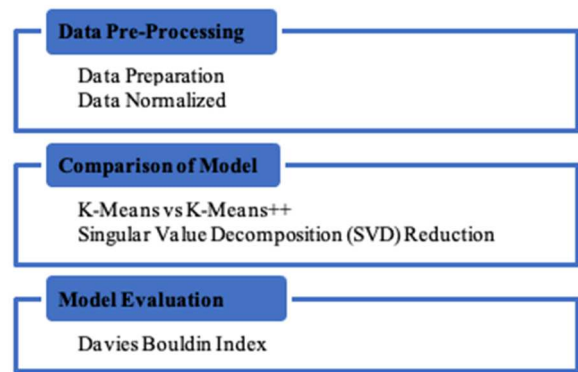 Data Pre-Processing
Data Preparation
Data Normalized
Comparison of Model
K-Means vs K-Means++
Singular Value Decomposition (SVD) Reduction
Model Evaluation
Davies Bouldin Index